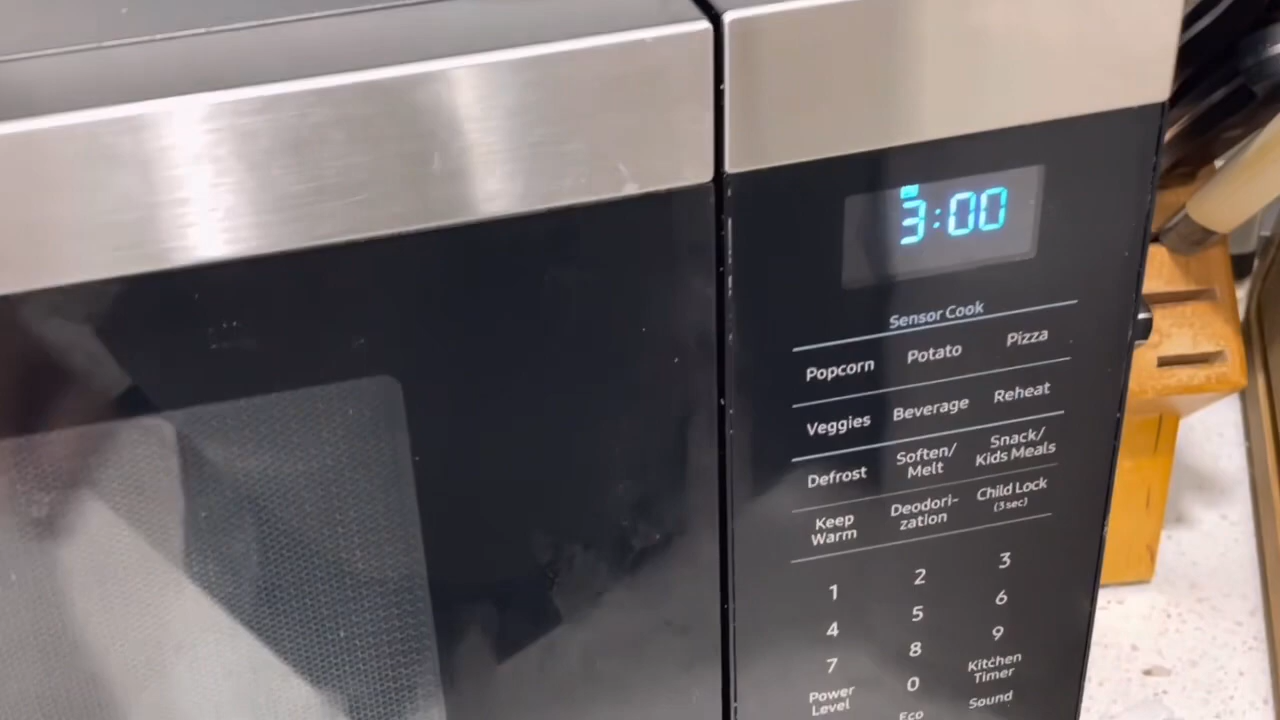 3:00
Sensor Cook
Popcorn Potato Pizza
Veggies Beverage Reheat
Defrost Soften/
Melt Snack/
Kids Meals
Keep
Warm Deodori-
zation Child Lock
(3 sec)
1 2 3
4 5 6
7 8 9
Power
Level 0 Kitchen
Timer
Eco Sound